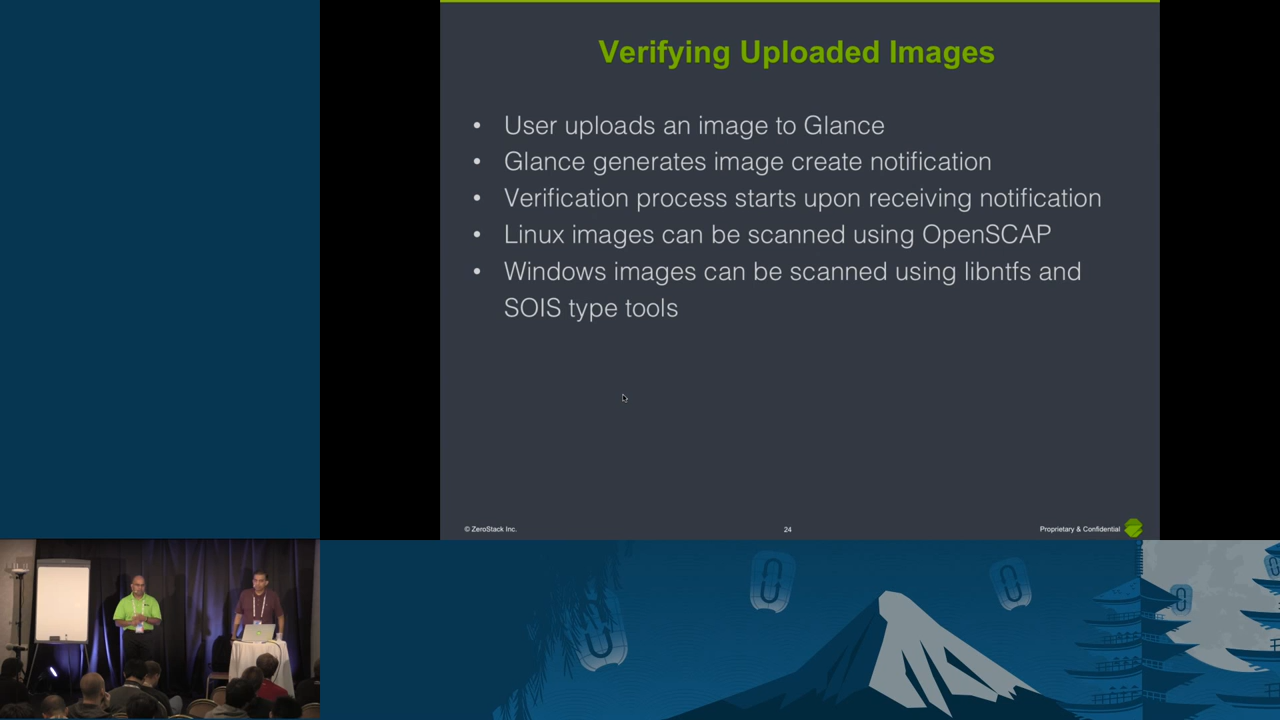 Verifying Uploaded Images
• User uploads an image to Glance
• Glance generates image create notification
• Verification process starts upon receiving notification
• Linux images can be scanned using OpenSCAP
• Windows images can be scanned using libntfs and
SOIS type tools
© ZeroStack Inc.
24
Proprietary & Confidential